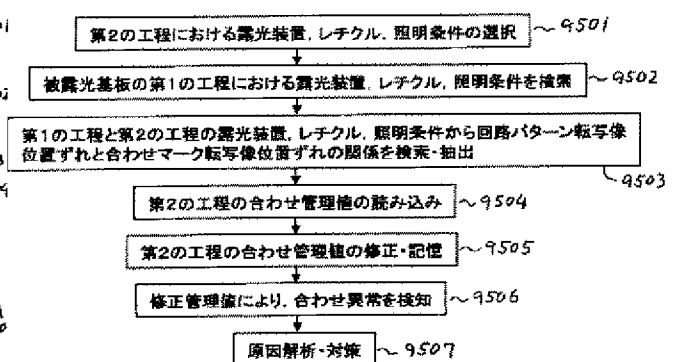 第2の工程における露光装置,レチクル,照明条件の選択
9501
被露光基板の第1の工程における露光装置,レチクル,照明条件を検索
9502
第1の工程と第2の工程の露光装置,レチクル,照明条件から回路パターン転写像
位置ずれと合わせマーク転写像位置ずれの関係を検索・抽出
9503
第2の工程の合わせ管理値の読み込み
9504
第2の工程の合わせ管理値の修正・記憶
9505
修正管理値により,合わせ異常を検知
9506
原因解析・対策
9507